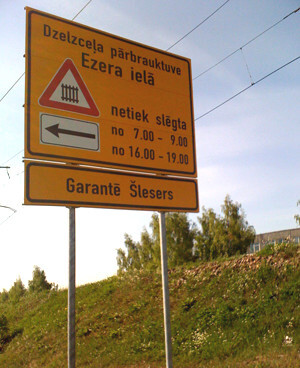 Dzelzceļa pārbrauktuve
Ezera ielā
netiek slēgta
no 7.00 - 9.00
no 16.00 - 19.00
Garantē Šlesers